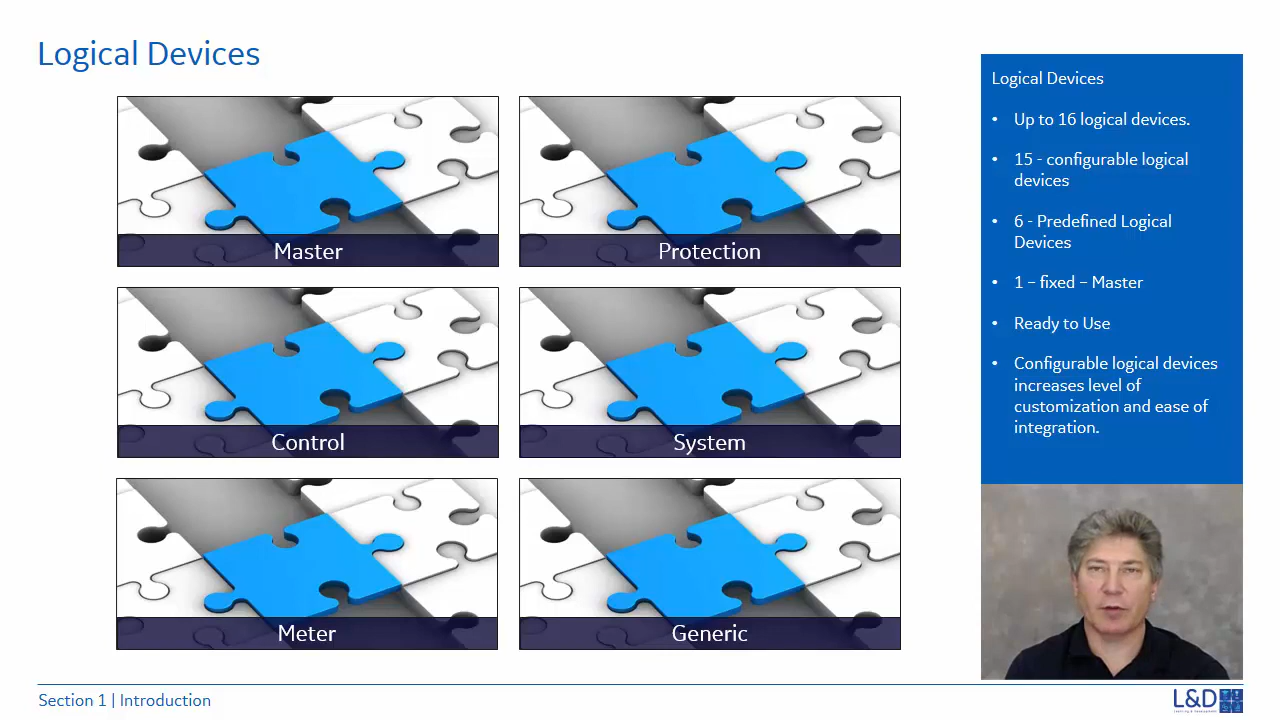 Logical Devices
Master
Protection
Control
System
Meter
Generic
Logical Devices
• Up to 16 logical devices.
• 15 - configurable logical
devices
• 6 - Predefined Logical
Devices
• 1 – fixed – Master
• Ready to Use
• Configurable logical devices
increases level of
customization and ease of
integration.
Section 1 | Introduction
L&D